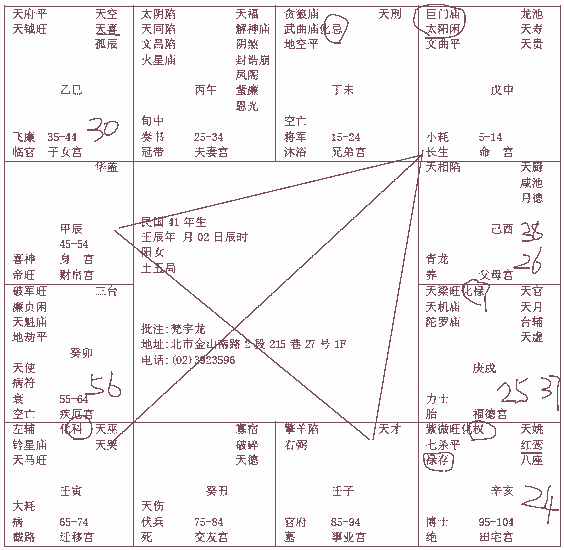 天府平 天空
天钺旺 天喜
孤辰
乙巳
30
飞廉 35-44
临官 子女宫
太阴陷 天福
天同陷 解神庙
文昌陷 阴煞
火星庙 封诰崩
凤阁
蜚廉
恩光
丙午
旬中
奏书 25-34
冠带 夫妻宫
贪狼庙 天刑
武曲庙化忌
地空平
丁未
空亡
将军 15-24
沐浴 兄弟宫
巨门庙 龙池
太阳闲 天寿
文曲平 天贵
戊申
小耗 5-14
长生 命 宫
华盖
甲辰
45-54
喜神 身 宫
帝旺 财帛宫
民国 41 年生
壬辰年 月 02 日辰时
阳女
土五局
批注:梵宇龙
地址:北市金山南路 2 段 215 巷 27 号 1F
电话:(02)3923596
天相陷 天厨
咸池
月德
己酉
38
26
青龙
养 父母宫
破军旺 三台
廉贞闲
天魁庙
地劫平
癸卯
天使
病符
56
衰 55-64
空亡 疾厄宫
天梁旺化禄 天官
天机庙 天月
陀罗庙 台辅
天虚
庚戌
25
力士
胎 福德宫
左辅 化科 天巫
铃星庙 天哭
天马旺
壬寅
大耗
病 65-74
截路 迁移宫
寡宿
破碎
天德
癸丑
天伤
伏兵 75-84
死 交友宫
擎羊陷 天才
右弼
壬子
官府 85-94
墓 事业宫
紫微旺化权 天姚
七杀平 红鸾
禄存 八座
辛亥
24
博士 95-104
绝 田宅宫